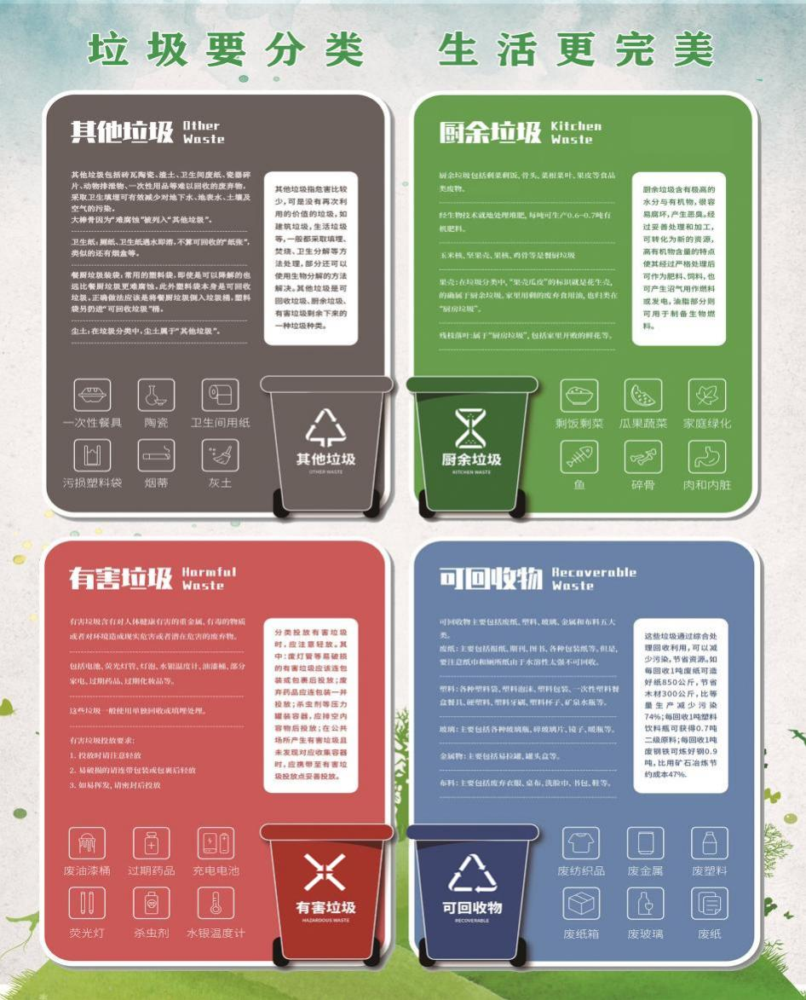 垃圾要分类 生活更完美
其他垃圾 Other
Waste
其他垃圾包括砖瓦陶瓷、渣土、卫生间废纸、瓷器碎
片、动物排泄物、一次性用品等难以回收的废弃物,
采取卫生填埋可有效减少对地下水、地表水、土壤及
空气的污染。
大棒骨因为“难腐蚀”被列入“其他垃圾”。
卫生纸:厕纸、卫生纸遇水即溶,不算可回收的“纸张”,
类似的还有烟盒等。
餐厨垃圾装袋:常用的塑料袋,即使是可以降解的也
远比餐厨垃圾更难腐蚀。此外塑料袋本身是可回收
垃圾。正确做法应该是将餐厨垃圾倒入垃圾桶,塑料
袋另扔进“可回收垃圾”桶。
尘土:在垃圾分类中,尘土属于“其他垃圾”。
其他垃圾指危害比较
少,可是没有再次利
用的价值的垃圾,如
建筑垃圾,生活垃圾
等,一般都采取填埋、
焚烧、卫生分解等方
法处理,部分还可以
使用生物分解的方法
解决。其他垃圾是可
回收垃圾、厨余垃圾、
有害垃圾剩余下来的
一种垃圾种类。
一次性餐具 陶瓷 卫生间用纸
污损塑料袋 烟蒂 灰土
其他垃圾
OTHER WASTE
厨余垃圾 Kitchen
Waste
厨余垃圾包括剩菜剩饭、骨头、菜根菜叶、果皮等食品
类废物。
经生物技术就地处理堆肥,每吨可生产0.6~0.7吨有
机肥料。
玉米核、坚果壳、果核、鸡骨等是餐厨垃圾
果壳:在垃圾分类中,“果壳瓜皮”的标识就是花生壳,
的确属于厨余垃圾。家里用剩的废弃食用油,也归类在
“厨房垃圾”。
残枝落叶:属于“厨房垃圾”,包括家里开败的鲜花等。
厨余垃圾含有极高的
水分与有机物,很容
易腐坏,产生恶臭。经
过妥善处理和加工,
可转化为新的资源,
高有机物含量的特点
使其经过严格处理后
可作为肥料、饲料,也
可产生沼气用作燃料
或发电,油脂部分则
可用于制备生物燃
料。
厨余垃圾
KITCHEN WASTE
剩饭剩菜 瓜果蔬菜 家庭绿化
鱼 碎骨 肉和内脏
有害垃圾 Harmful
Waste
有害垃圾含有对人体健康有害的重金属、有毒的物质
或者对环境造成现实危害或者潜在危害的废弃物。
包括电池、荧光灯管、灯泡、水银温度计、油漆桶、部分
家电、过期药品、过期化妆品等。
这些垃圾一般使用单独回收或填埋处理。
有害垃圾投放要求:
1. 投放时请注意轻放
2. 易破损的请连带包装或包裹后轻放
3. 如易挥发,请密封后投放
分类投放有害垃圾
时,应注意轻放。其
中:废灯管等易破损
的有害垃圾应该连包
装或包裹后投放;废
弃药品应连包装一并
投放;杀虫剂等压力
罐装容器,应排空内
容物后投放;在公共
场所产生有害垃圾且
未发现对应收集容器
时,应携带至有害垃
圾投放点妥善投放。
废油漆桶 过期药品 充电电池
荧光灯 杀虫剂 水银温度计
有害垃圾
HAZARDOUS WASTE
可回收物 Recoverable
Waste
可回收物主要包括废纸、塑料、玻璃、金属和布料五大
类。
废纸:主要包括报纸、期刊、图书、各种包装纸等。但是,
要注意纸巾和厕所纸由于水溶性太强不可回收。
塑料:各种塑料袋、塑料泡沫、塑料包装、一次性塑料餐
盒餐具、硬塑料、塑料牙刷、塑料杯子、矿泉水瓶等。
玻璃:主要包括各种玻璃瓶、碎玻璃片、镜子、暖瓶等。
金属物:主要包括易拉罐、罐头盒等。
布料:主要包括废弃衣服、桌布、洗脸巾、书包、鞋等。
这些垃圾通过综合处
理回收利用,可以减
少污染,节省资源。如
每回收1吨废纸可造
好纸850公斤,节省
木材300公斤,比等
量生产减少污染
74%;每回收1吨塑料
饮料瓶可获得0.7吨
二级原料;每回收1吨
废钢铁可炼好钢0.9
吨,比用矿石冶炼节
约成本47%.
可回收物
RECOVERABLE
废纺织品 废金属 废塑料
废纸箱 废玻璃 废纸